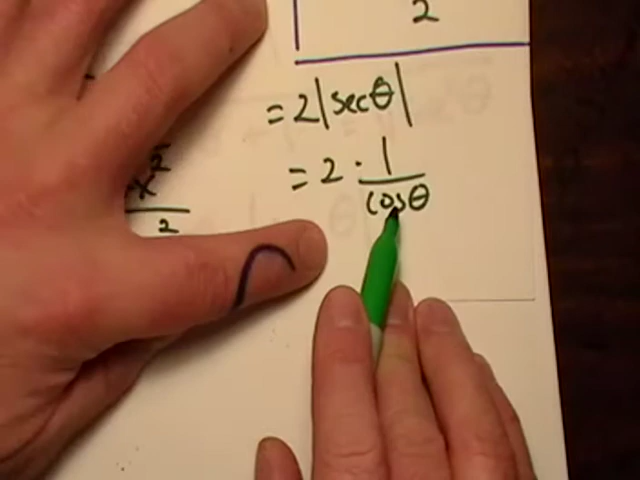 2
= 2|secθ|
= 2 · 1/cosθ
x²
2